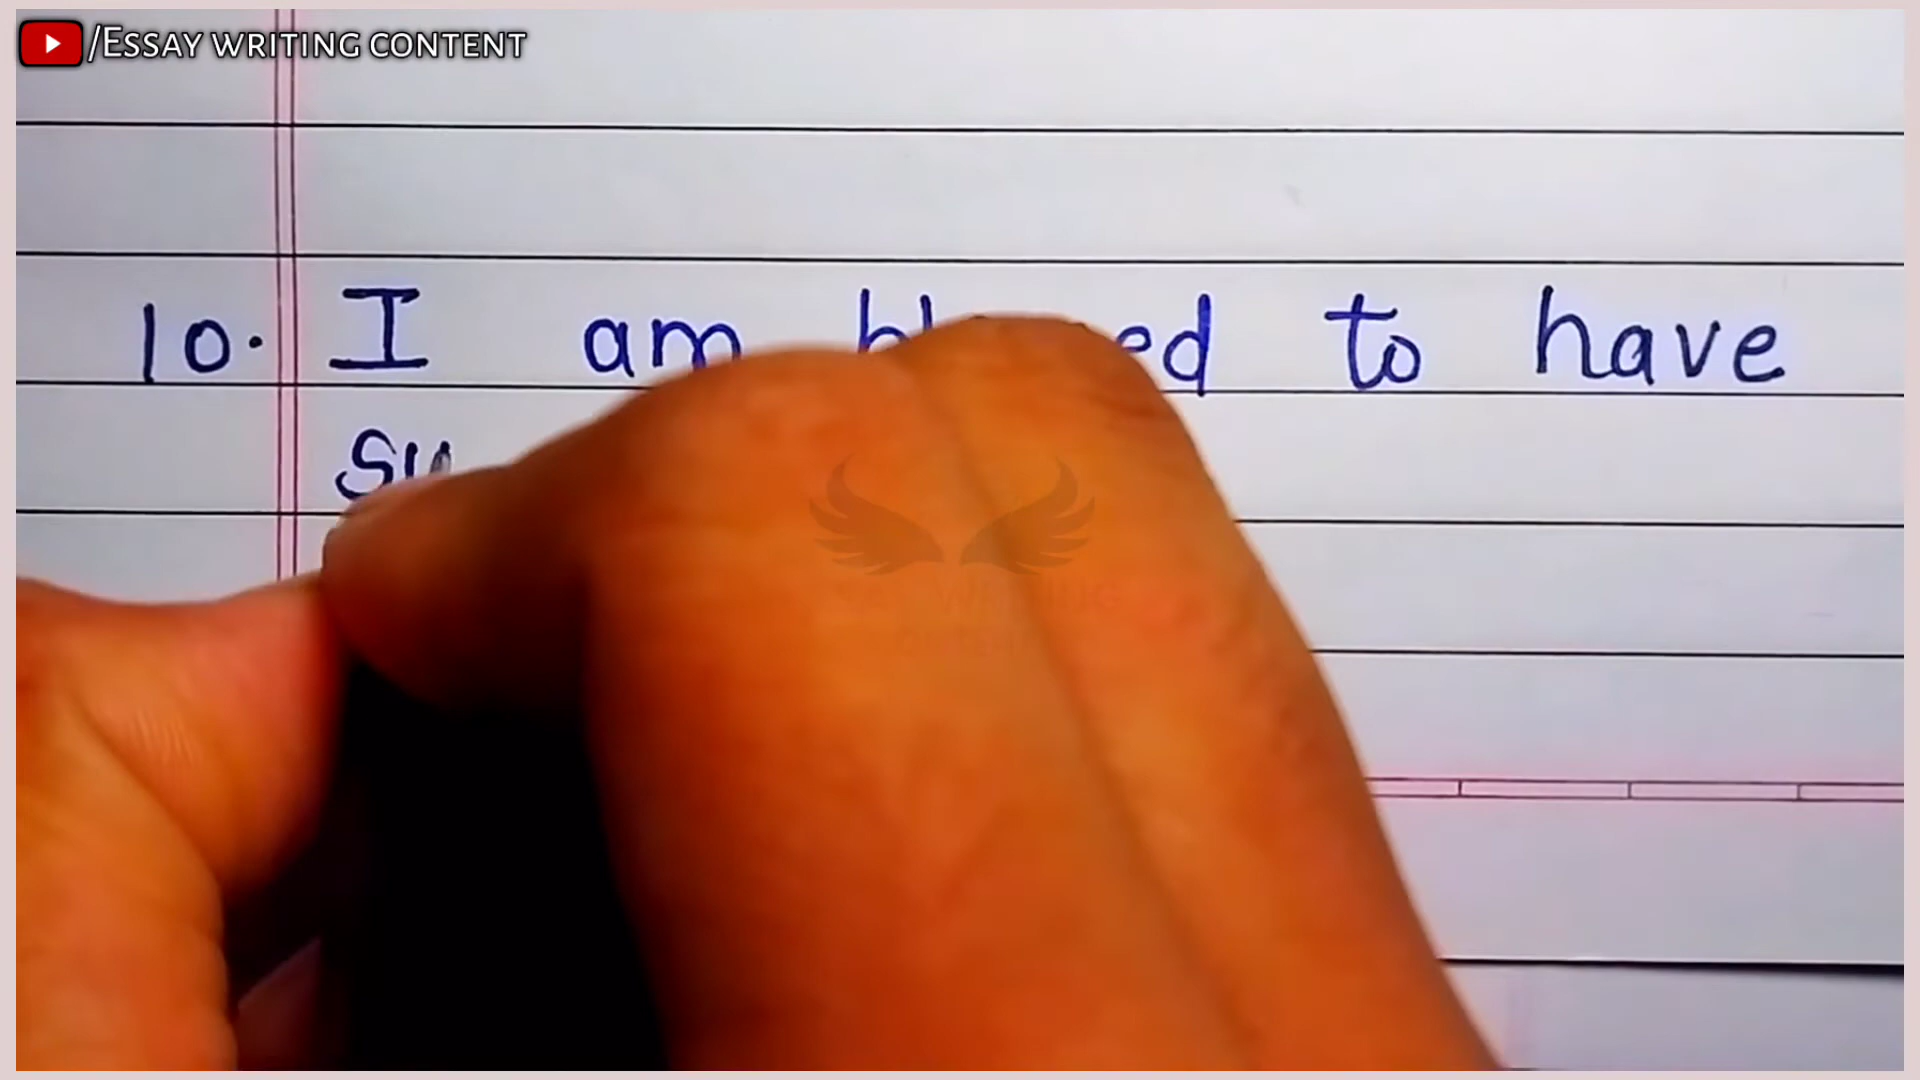 /ESSAY WRITING CONTENT
10. I am to have